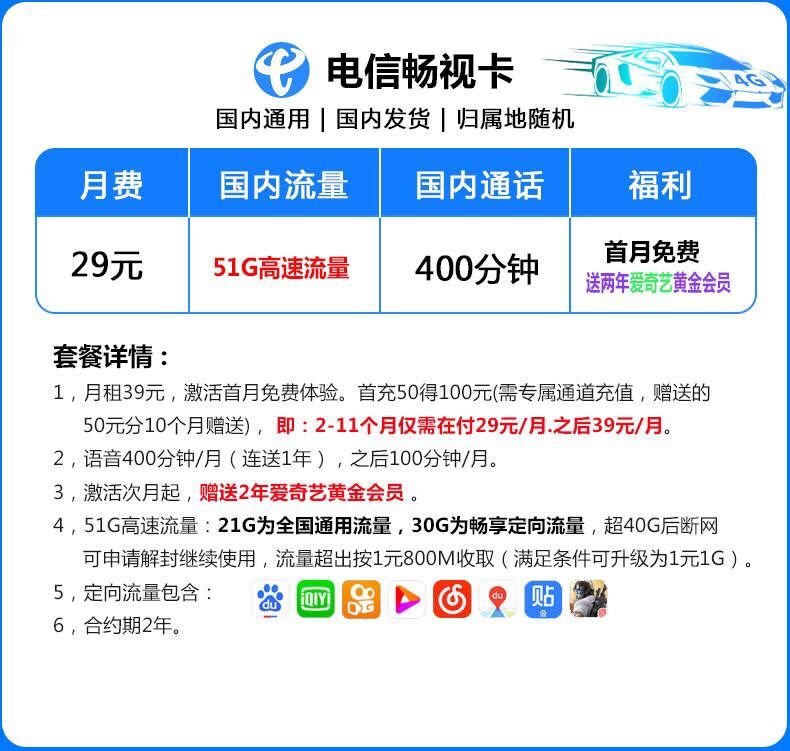 电信畅视卡
4G
国内通用 | 国内发货 | 归属地随机
月费 国内流量 国内通话 福利
29元 51G高速流量 400分钟 首月免费
送两年爱奇艺黄金会员
套餐详情：
1，月租39元，激活首月免费体验。首充50得100元(需专属通道充值，赠送的
50元分10个月赠送)，即：2-11个月仅需在付29元/月.之后39元/月。
2，语音400分钟/月（连送1年），之后100分钟/月。
3，激活次月起，赠送2年爱奇艺黄金会员 。
4，51G高速流量：21G为全国通用流量，30G为畅享定向流量，超40G后断网
可申请解封继续使用，流量超出按1元800M收取（满足条件可升级为1元1G）。
5，定向流量包含：
du iQIY du 贴
6，合约期2年。